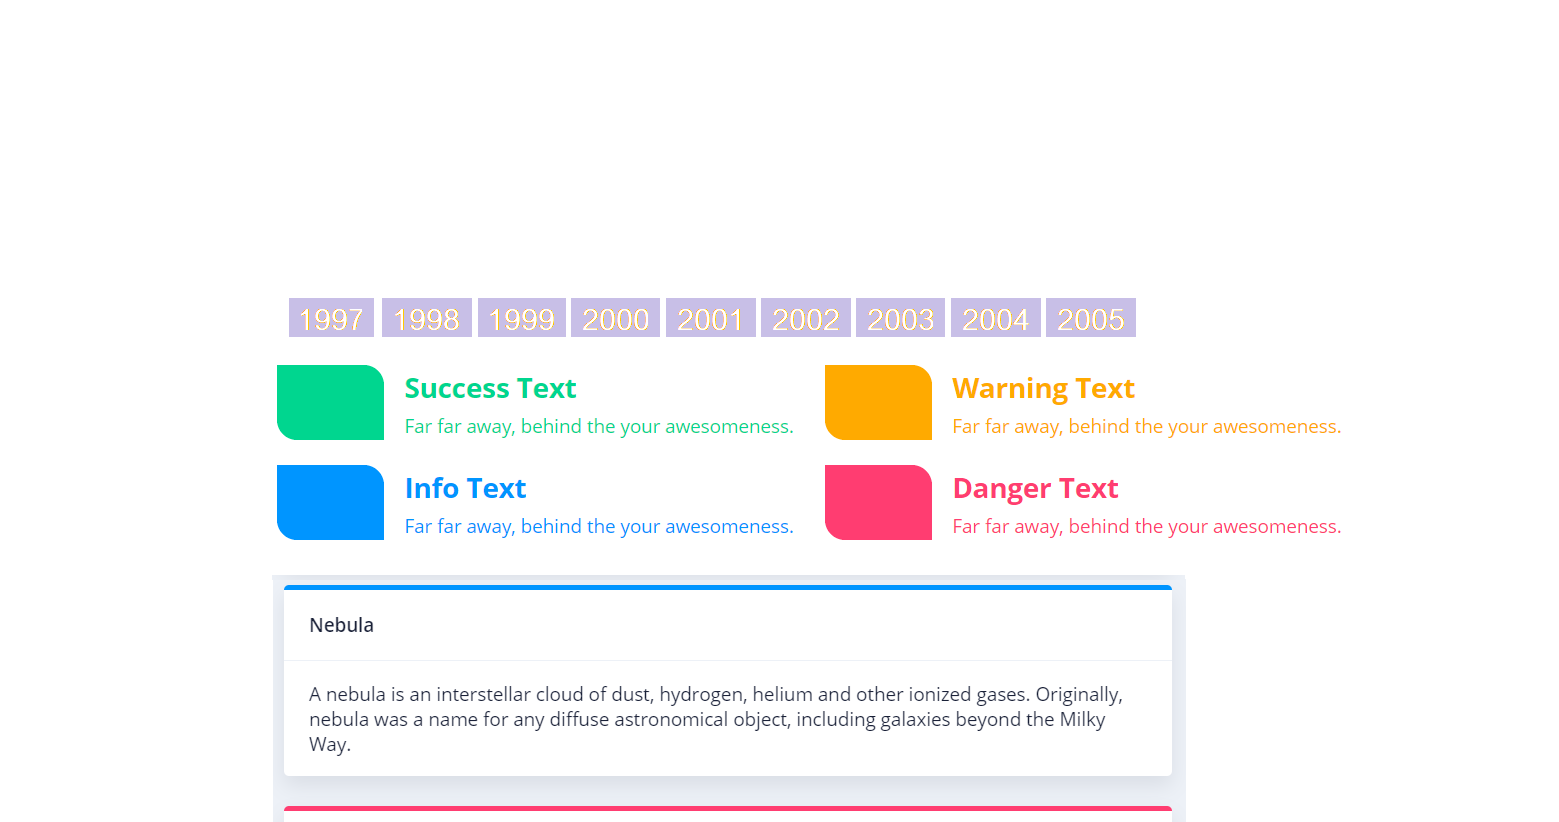 1997 1998 1999 2000 2001 2002 2003 2004 2005
Success Text
Far far away, behind the your awesomeness.
Warning Text
Far far away, behind the your awesomeness.
Info Text
Far far away, behind the your awesomeness.
Danger Text
Far far away, behind the your awesomeness.
Nebula
A nebula is an interstellar cloud of dust, hydrogen, helium and other ionized gases. Originally,
nebula was a name for any diffuse astronomical object, including galaxies beyond the Milky
Way.